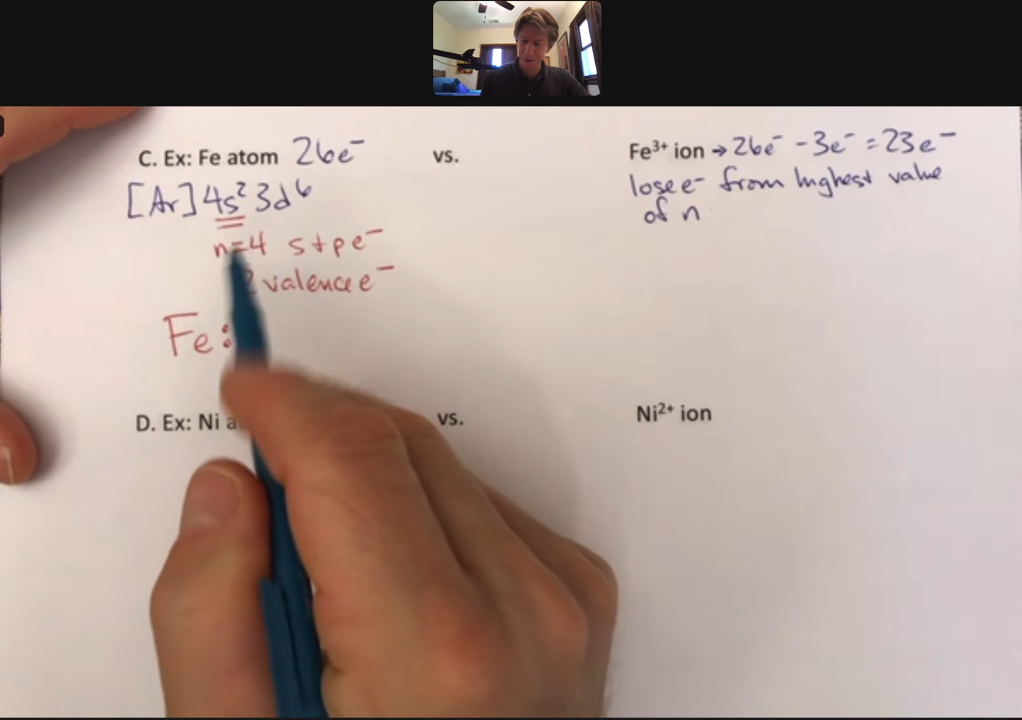 C. Ex: Fe atom 26e⁻ vs. Fe³⁺ ion → 26e⁻ - 3e⁻ = 23e⁻
[Ar] 4s² 3d⁶
lose e⁻ from highest value
of n
n=4 s+p e⁻
2 valence e⁻
Fe:
D. Ex: Ni a vs. Ni²⁺ ion